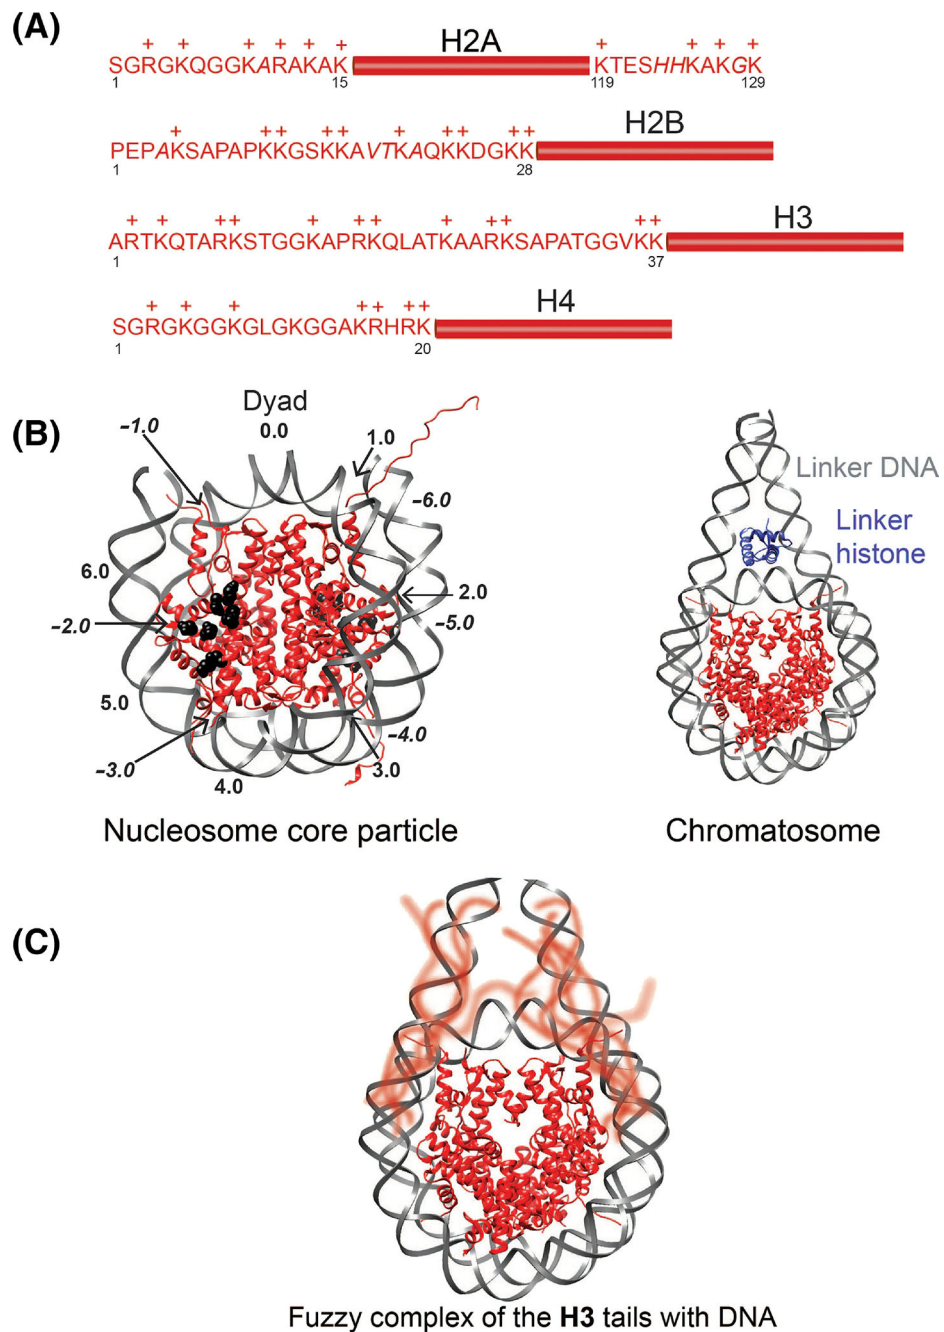 (A)
H2A
+ + + + + + + + + +
SGRGKQGGKARAKAK KTESHHKAKGK
1 15 119 129
H2B
+ + + + + + + + + +
PEPAKSAPAPKKGSKKAVTKAQKKDGKK
1 28
H3
+ + + + + + + + + + + + +
ARTKQTARKSTGGKAPRKQLATKAARKSAPATGGVKK
1 37
H4
+ + + + + + +
SGRGKGGKGLGKGGAKRHRK
1 20
(B)
Dyad
0.0
–1.0
1.0
–6.0
6.0
2.0
–2.0
–5.0
5.0
–4.0
–3.0
3.0
4.0
Nucleosome core particle
Linker DNA
Linker
histone
Chromatosome
(C)
Fuzzy complex of the H3 tails with DNA